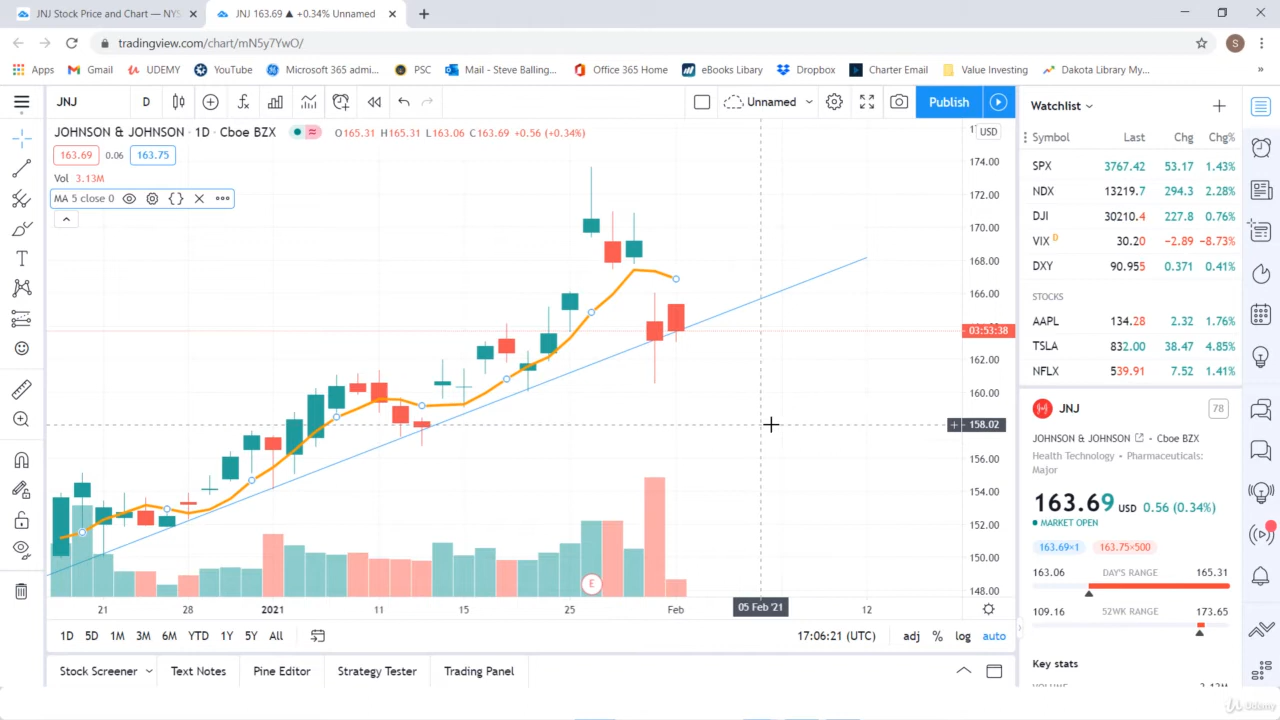 JNJ Stock Price and Chart — NYS
JNJ 163.69 ▲ +0.34% Unnamed
tradingview.com/chart/mN5y7YwO/
S
Apps Gmail UDEMY YouTube Microsoft 365 admi... PSC Mail - Steve Balling... Office 365 Home eBooks Libary Dropbox Charter Email Value Investing Dakota Library My... »
JNJ D Unnamed Publish
Watchlist
JOHNSON & JOHNSON · 1D · Cboe BZX O165.31 H165.31 L163.06 C163.69 +0.56 (+0.34%)
163.69 0.06 163.75
Vol 3.13M
MA 5 close 0
USD
174.00
172.00
170.00
168.00
166.00
03:53:38
162.00
160.00
158.02
156.00
154.00
152.00
150.00
148.00
E
21 28 2021 11 15 25 Feb 05 Feb '21 12
1D 5D 1M 3M 6M YTD 1Y 5Y All 17:06:21 (UTC) adj % log auto
Stock Screener Text Notes Pine Editor Strategy Tester Trading Panel
Symbol Last Chg Chg%
SPX 3767.42 53.17 1.43%
NDX 13219.7 294.3 2.28%
DJI 30210.4 227.8 0.76%
VIX D 30.20 −2.89 −8.73%
DXY 90.955 0.371 0.41%
STOCKS
AAPL 134.28 2.32 1.76%
TSLA 832.00 38.47 4.85%
NFLX 539.91 7.52 1.41%
JNJ 78
JOHNSON & JOHNSON · Cboe BZX
Health Technology • Pharmaceuticals:
Major
163.69 USD 0.56 (0.34%)
MARKET OPEN
163.69×1 163.75×500
163.06 DAY'S RANGE 165.31
109.16 52WK RANGE 173.65
Key stats
Udemy